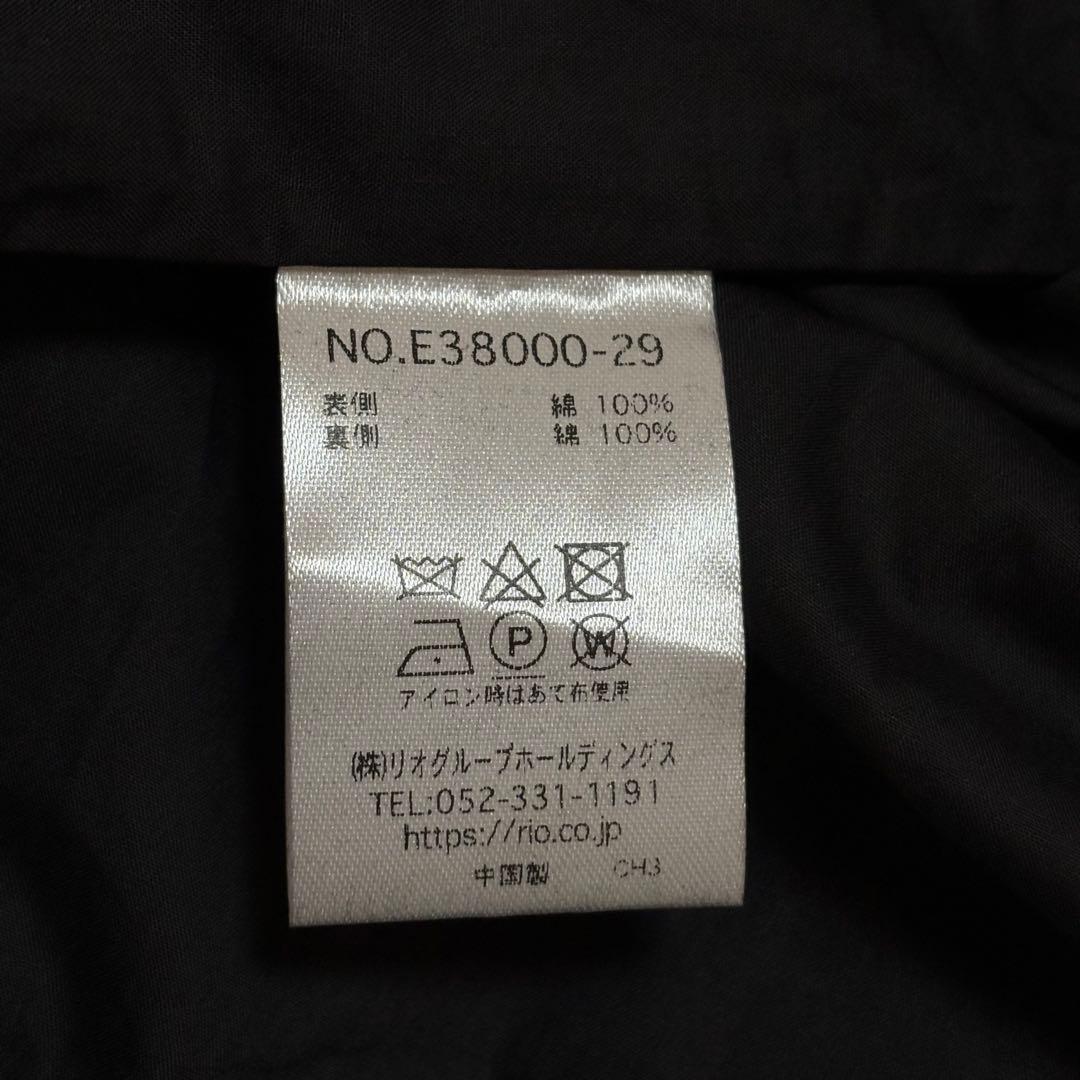 NO.E38000-29
表側 綿 100%
裏側 綿 100%
P W
アイロン時はあて布使用
(株)リオグループホールディングス
TEL:052-331-1191
https://rio.co.jp
中国製 CH3